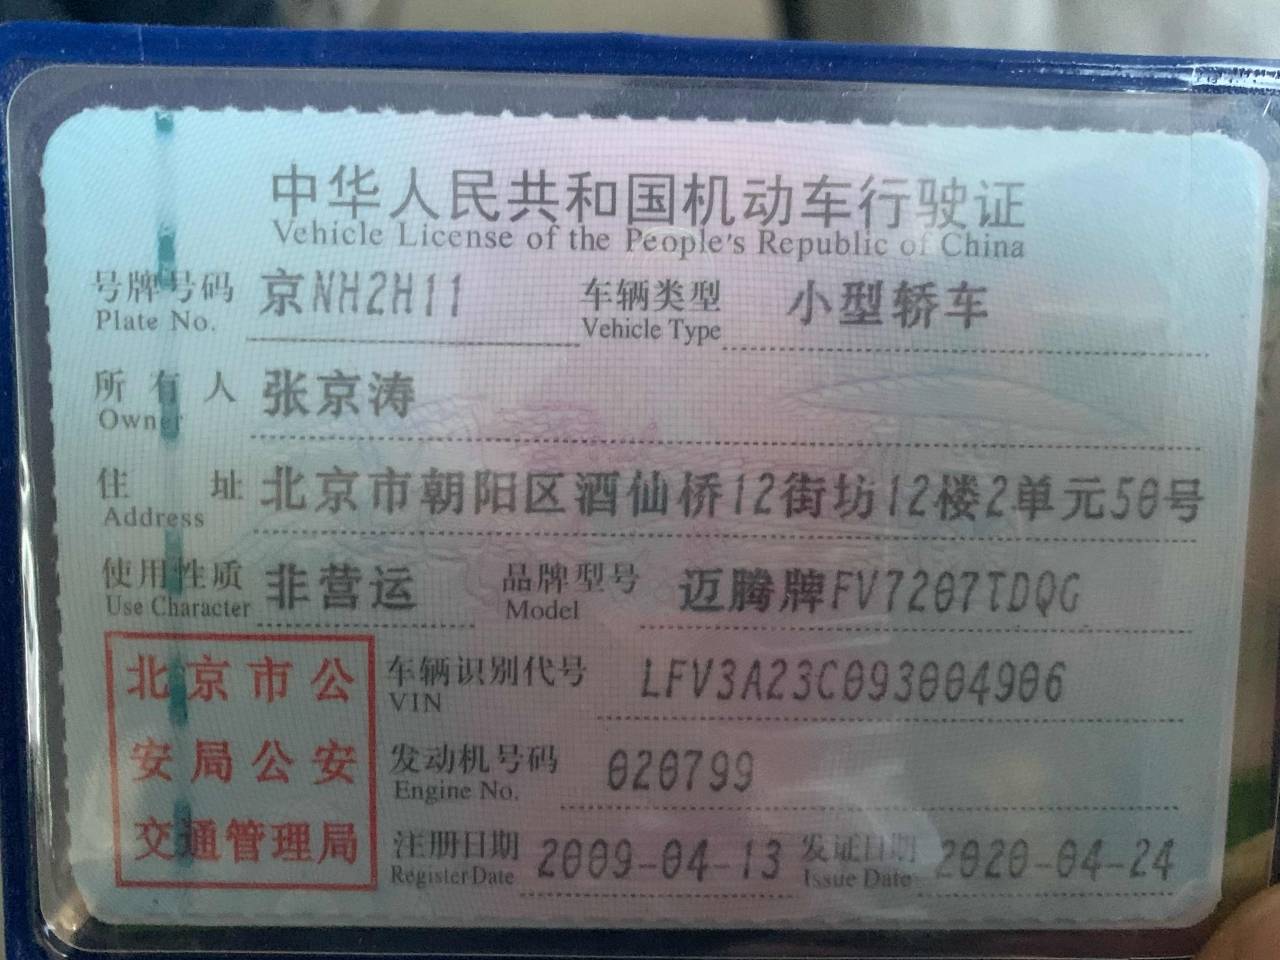 中华人民共和国机动车行驶证
Vehicle License of the People's Republic of China
号牌号码 京NH2H11 车辆类型 小型轿车
Plate No. Vehicle Type
所有人 张京涛
Owner
住址 北京市朝阳区酒仙桥12街坊12楼2单元50号
Address
使用性质 非营运 品牌型号 迈腾牌FV7207TDQG
Use Character Model
北京市公
安局公安
交通管理局
车辆识别代号 LFV3A23C093004906
VIN
发动机号码 020799
Engine No.
注册日期 2009-04-13 发证日期 2020-04-24
Register Date Issue Date